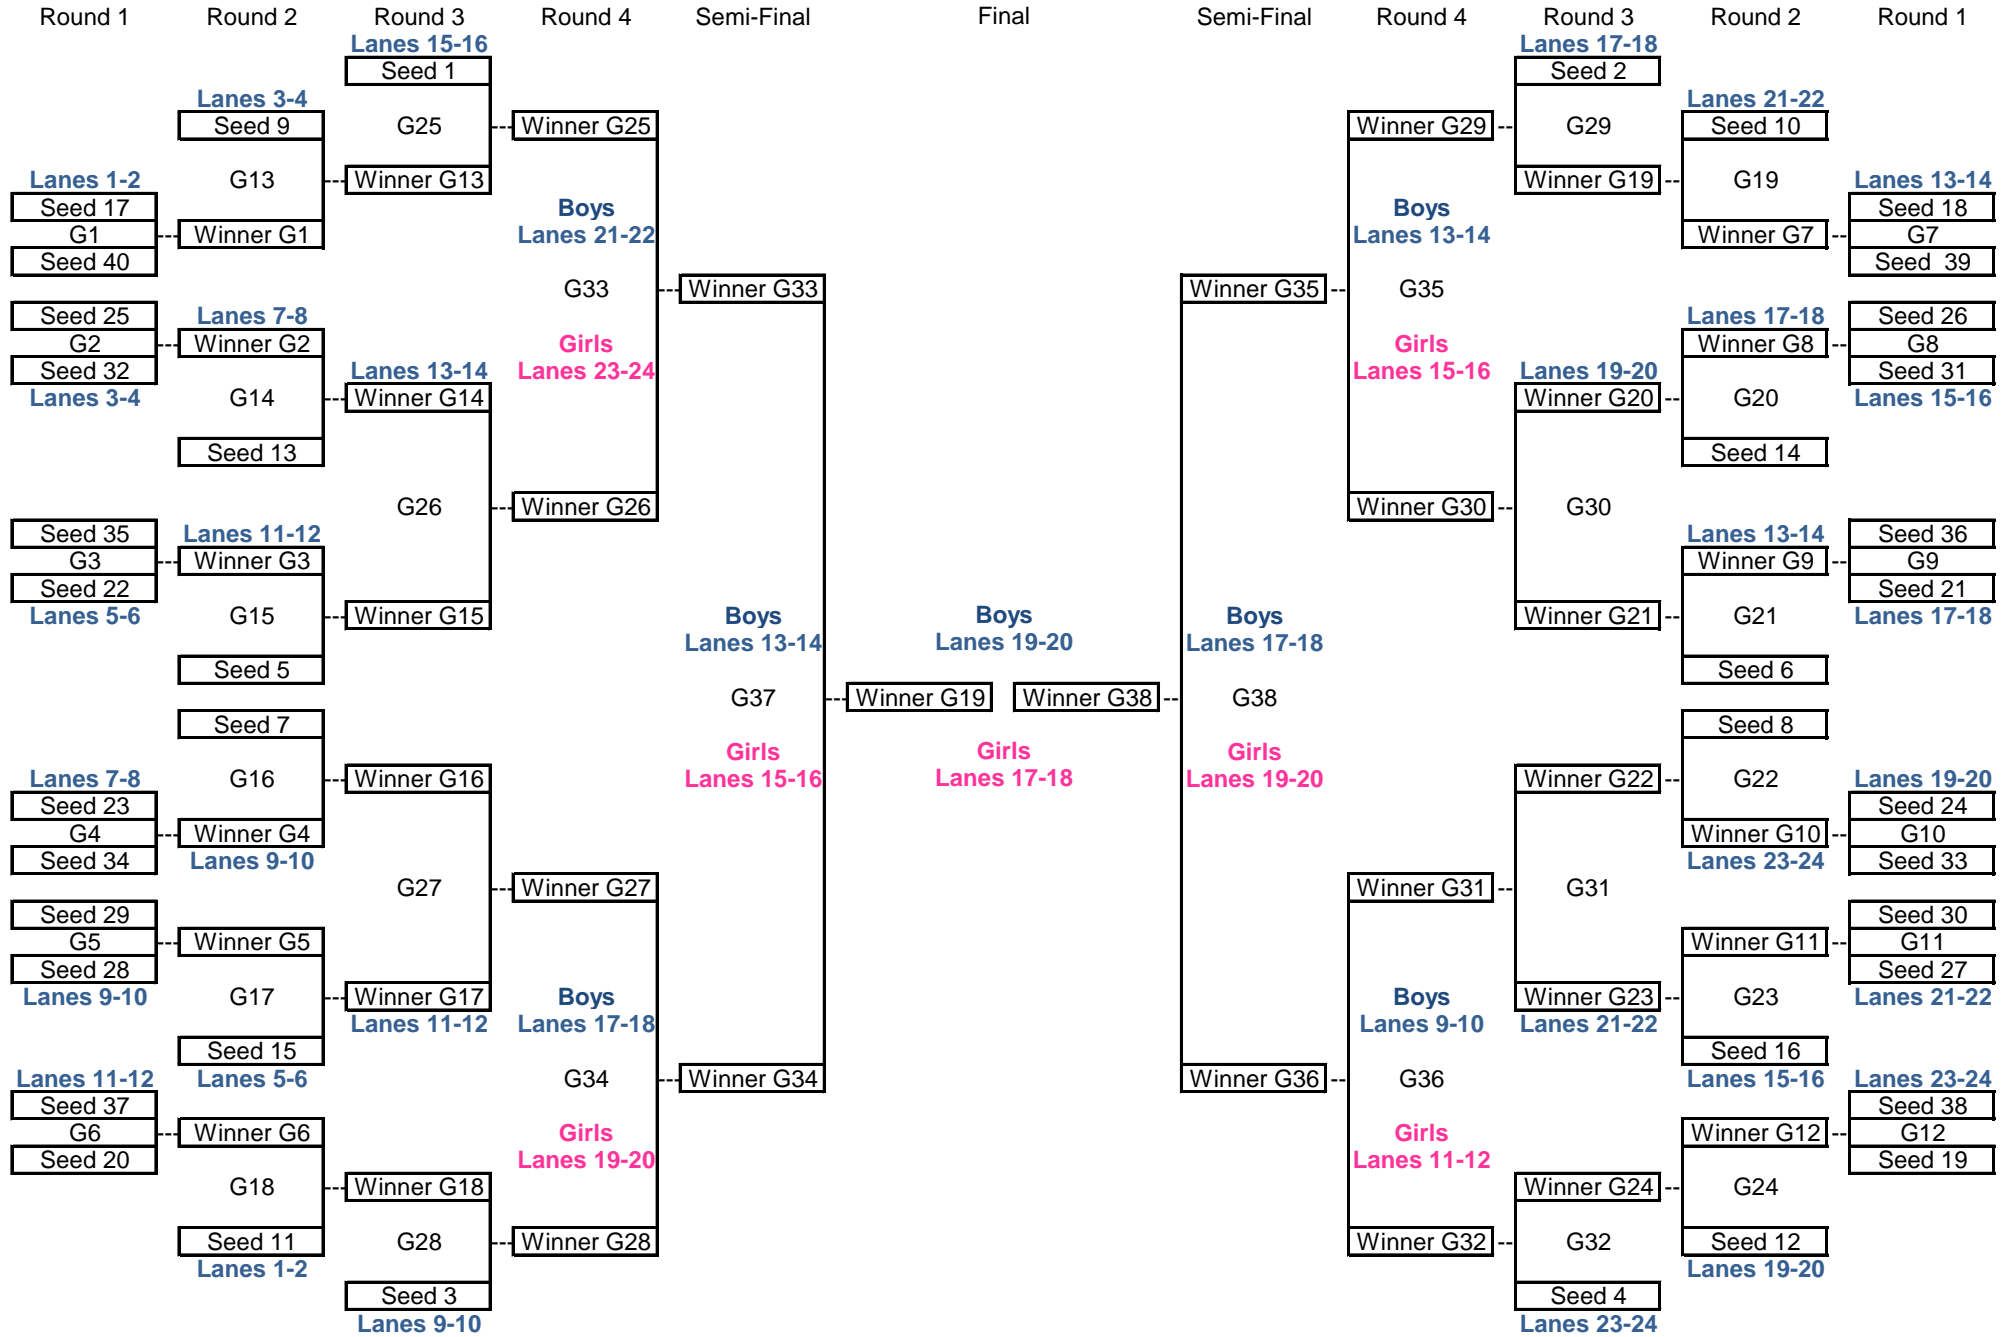 Round 1
Round 2
Round 3
Round 4
Semi-Final
Final
Semi-Final
Round 4
Round 3
Round 2
Round 1
Lanes 1-2
Seed 17
G1
Seed 40
Seed 25
G2
Seed 32
Lanes 3-4
Seed 35
G3
Seed 22
Lanes 5-6
Lanes 7-8
Seed 23
G4
Seed 34
Seed 29
G5
Seed 28
Lanes 9-10
Lanes 11-12
Seed 37
G6
Seed 20
Lanes 3-4
Seed 9
G13
Winner G1
Lanes 7-8
Winner G2
G14
Seed 13
Lanes 11-12
Winner G3
G15
Seed 5
Seed 7
G16
Winner G4
Lanes 9-10
Winner G5
G17
Seed 15
Lanes 5-6
Winner G6
G18
Seed 11
Lanes 1-2
Lanes 15-16
Seed 1
G25
Winner G13
Lanes 13-14
Winner G14
G26
Winner G15
Winner G16
G27
Winner G17
Lanes 11-12
Winner G18
G28
Seed 3
Lanes 9-10
Winner G25
Boys
Lanes 21-22
G33
Girls
Lanes 23-24
Winner G26
Winner G27
Boys
Lanes 17-18
G34
Girls
Lanes 19-20
Winner G28
Winner G33
Boys
Lanes 13-14
G37
Girls
Lanes 15-16
Winner G34
Boys
Lanes 19-20
Winner G19
Winner G38
Girls
Lanes 17-18
Winner G35
Boys
Lanes 17-18
G38
Girls
Lanes 19-20
Winner G36
Winner G29
Boys
Lanes 13-14
G35
Girls
Lanes 15-16
Winner G30
Winner G31
Boys
Lanes 9-10
G36
Girls
Lanes 11-12
Winner G32
Lanes 17-18
Seed 2
G29
Winner G19
Lanes 19-20
Winner G20
G30
Winner G21
Winner G22
G31
Winner G23
Lanes 21-22
Winner G24
G32
Seed 4
Lanes 23-24
Lanes 21-22
Seed 10
G19
Winner G7
Lanes 17-18
Winner G8
G20
Seed 14
Lanes 13-14
Winner G9
G21
Seed 6
Seed 8
G22
Winner G10
Lanes 23-24
Winner G11
G23
Seed 16
Lanes 15-16
Winner G12
G24
Seed 12
Lanes 19-20
Lanes 13-14
Seed 18
G7
Seed 39
Seed 26
G8
Seed 31
Lanes 15-16
Seed 36
G9
Seed 21
Lanes 17-18
Lanes 19-20
Seed 24
G10
Seed 33
Seed 30
G11
Seed 27
Lanes 21-22
Lanes 23-24
Seed 38
G12
Seed 19